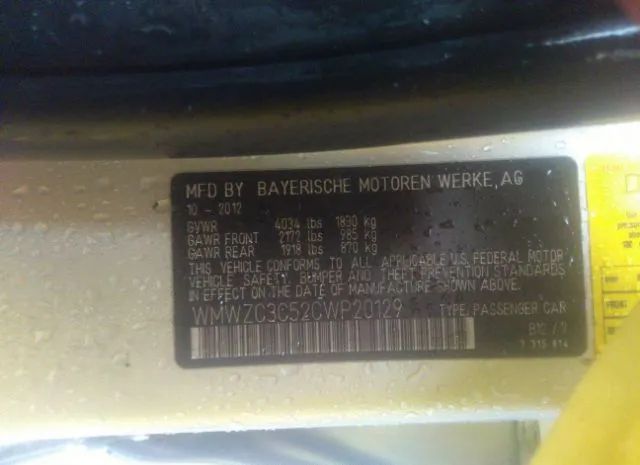 MFD BY BAYERISCHE MOTOREN WERKE, AG
10 - 2012
GVWR 4034 lbs 1830 kg
GAWR FRONT 2172 lbs 985 kg
GAWR REAR 1918 lbs 870 kg
THIS VEHICLE CONFORMS TO ALL APPLICABLE U.S. FEDERAL MOTOR
VEHICLE SAFETY, BUMPER AND THEFT PREVENTION STANDARDS
IN EFFECT ON THE DATE OF MANUFACTURE SHOWN ABOVE.
WMWZC3C52CWP20129 TYPE: PASSENGER CAR